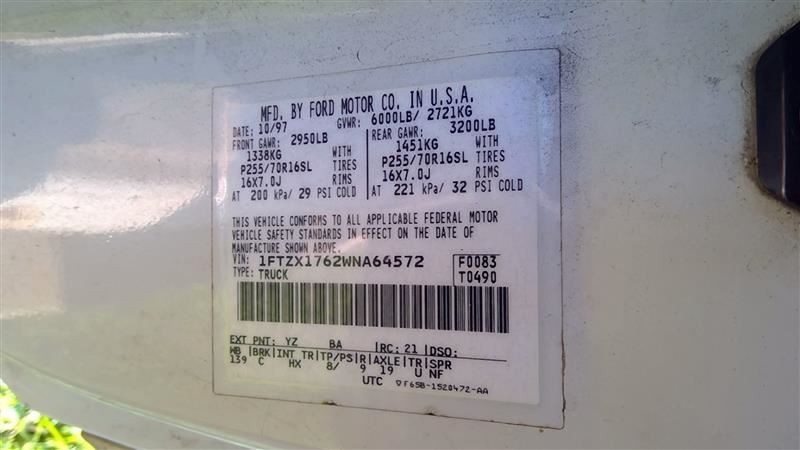 MFD. BY FORD MOTOR CO. IN U.S.A.
DATE: 10/97 GVWR: 6000LB/ 2721KG
FRONT GAWR: 2950LB REAR GAWR: 3200LB
1338KG WITH 1451KG WITH
P255/70R16SL TIRES P255/70R16SL TIRES
16X7.0J RIMS 16X7.0J RIMS
AT 200 kPa/ 29 PSI COLD AT 221 kPa/ 32 PSI COLD
THIS VEHICLE CONFORMS TO ALL APPLICABLE FEDERAL MOTOR
VEHICLE SAFETY STANDARDS IN EFFECT ON THE DATE OF
MANUFACTURE SHOWN ABOVE.
VIN: 1FTZX1762WNA64572 F0083
TYPE: TRUCK T0490
EXT PNT: YZ BA |RC: 21 |DSO:
WB |BRK|INT TR|TP/PS|R|AXLE|TR|SPR
139 C HX 8/ 9 19 U NF
UTC ▽F65B-1520472-AA